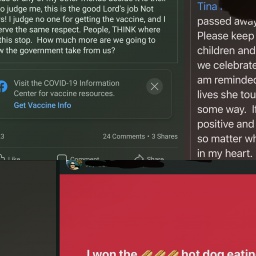 to judge me, this is the good Lord's job Not
s! I judge no one for getting the vaccine, and I
erve the same respect. People, THINK where
this stop. How much more are we going to
w the government take from us?
Visit the COVID-19 Information
Center for vaccine resources.
Get Vaccine Info
3
24 Comments • 3 Shares
Like
Comment
Share
Tina
passed away
Please keep
children and
we celebrate
am reminded
lives she tou
some way. If
positive and
so matter wh
in my heart.
I won the 🌭🌭🌭 hot dog eatin